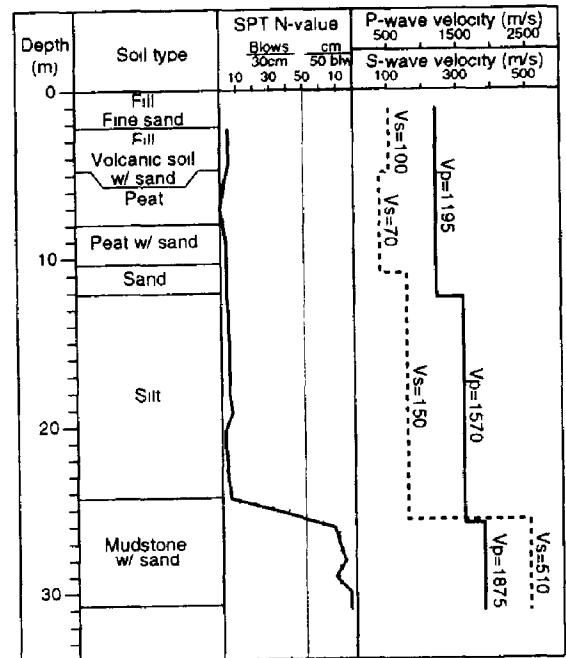 Depth
(m)
Soil type
SPT N-value
Blows
30cm
cm
50 blw
10 30 50 10
P-wave velocity (m/s)
500 1500 2500
S-wave velocity (m/s)
100 300 500
0
10
20
30
Fill
Fine sand
Fill
Volcanic soil
w/ sand
Peat
Peat w/ sand
Sand
Silt
Mudstone
w/ sand
Vs=100
Vs=70
Vs=150
Vs=510
Vp=1195
Vp=1570
Vp=1875